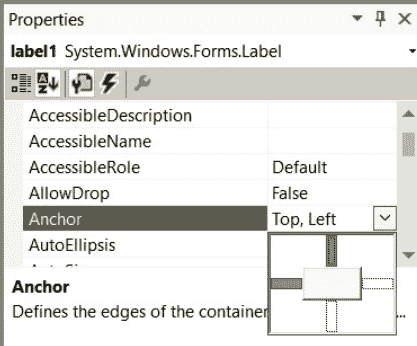 Properties
label1 System.Windows.Forms.Label
AccessibleDescription
AccessibleName
AccessibleRole Default
AllowDrop False
Anchor Top, Left
AutoEllipsis
Anchor
Defines the edges of the container ...